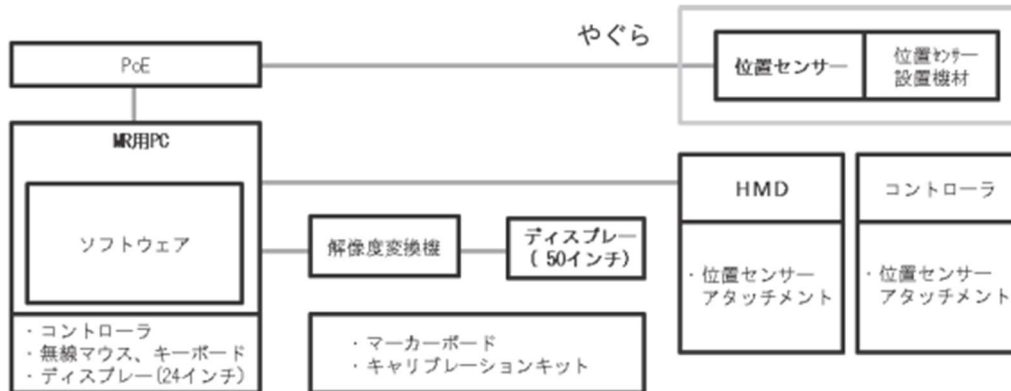 やぐら
PoE
位置センサー
位置センサー
設置機材
MR用PC
ソフトウェア
・コントローラ
・無線マウス、キーボード
・ディスプレー(24インチ)
解像度変換機
ディスプレー
( 50インチ)
・マーカーボード
・キャリブレーションキット
HMD
・位置センサー
アタッチメント
コントローラ
・位置センサー
アタッチメント